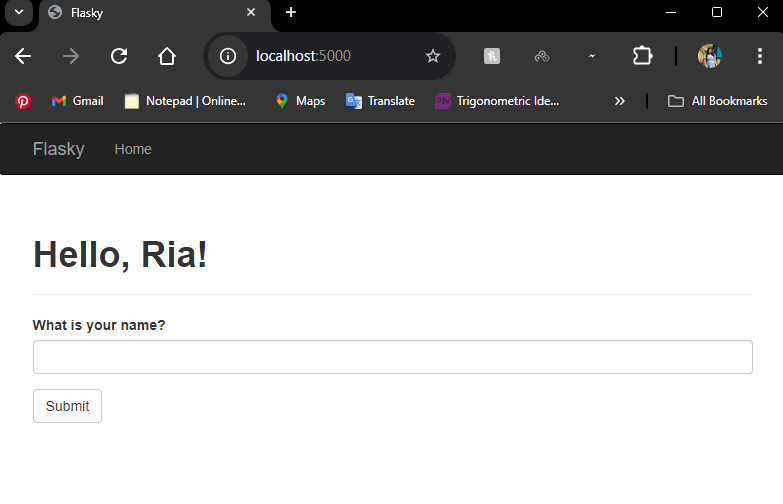 Flasky
localhost:5000
Gmail
Notepad | Online...
Maps
Translate
Trigonometric Ide...
All Bookmarks
Flasky Home
Hello, Ria!
What is your name?
Submit